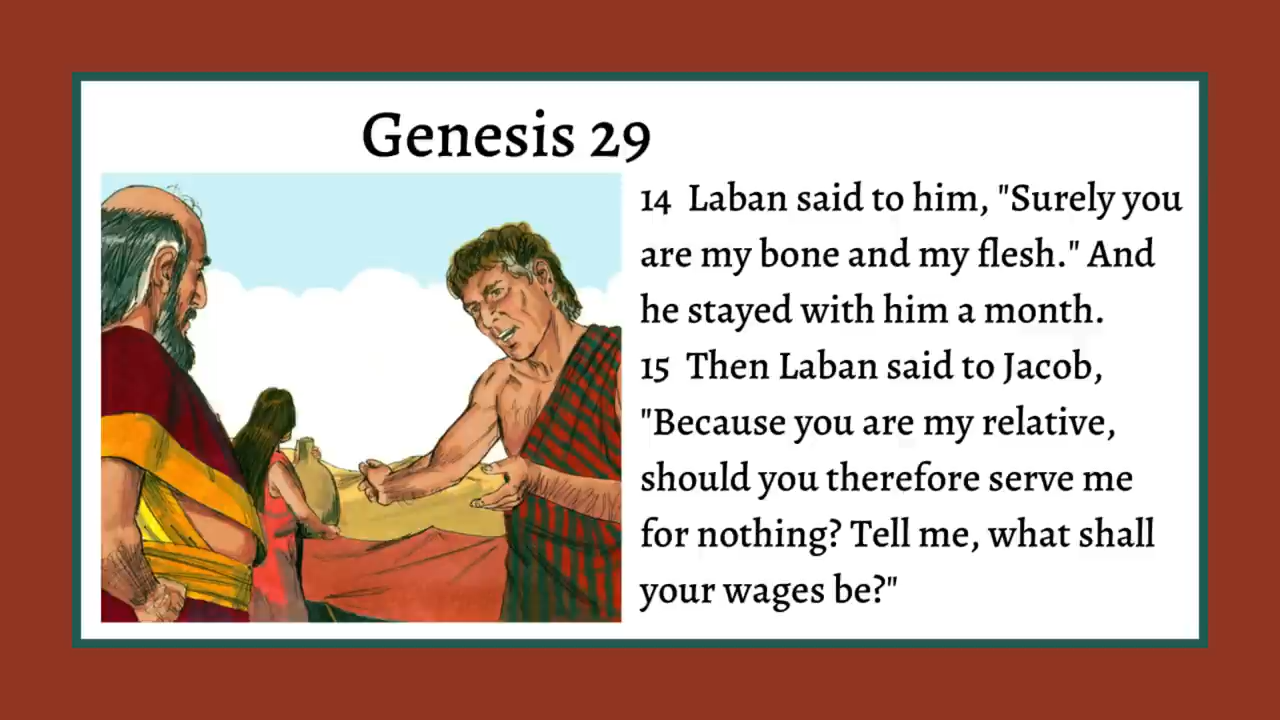 Genesis 29
14 Laban said to him, "Surely you
are my bone and my flesh." And
he stayed with him a month.
15 Then Laban said to Jacob,
"Because you are my relative,
should you therefore serve me
for nothing? Tell me, what shall
your wages be?"